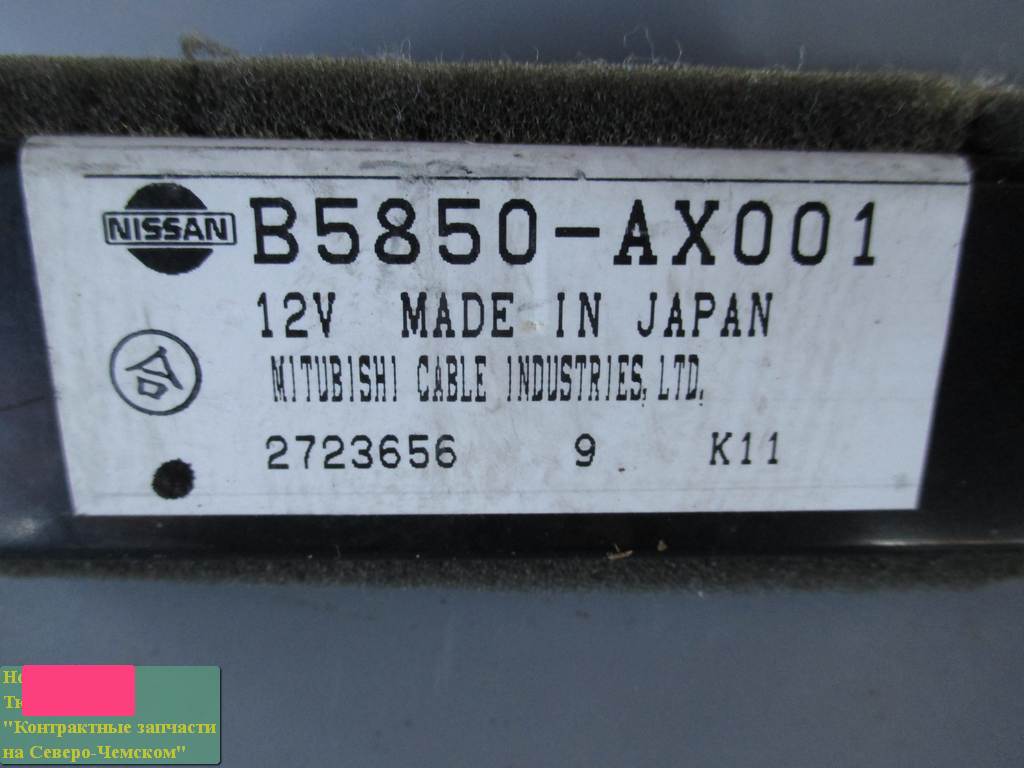 NISSAN
B5850-AX001
12V MADE IN JAPAN
MITUBISHI CABLE INDUSTRIES, LTD.
2723656 9 K11
"Контрактные запчасти
на Северо-Чемском"